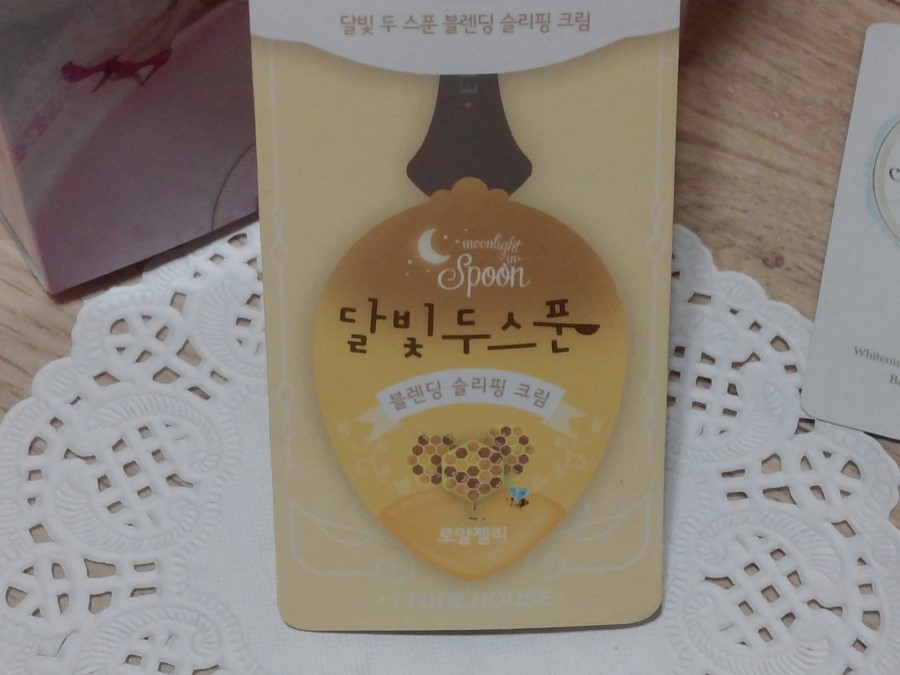 달빛 두 스푼 블렌딩 슬리핑 크림
moonlight
in
Spoon
달빛두스푼
블렌딩 슬리핑 크림
로얄젤리
ETUDE HOUSE
Whitening